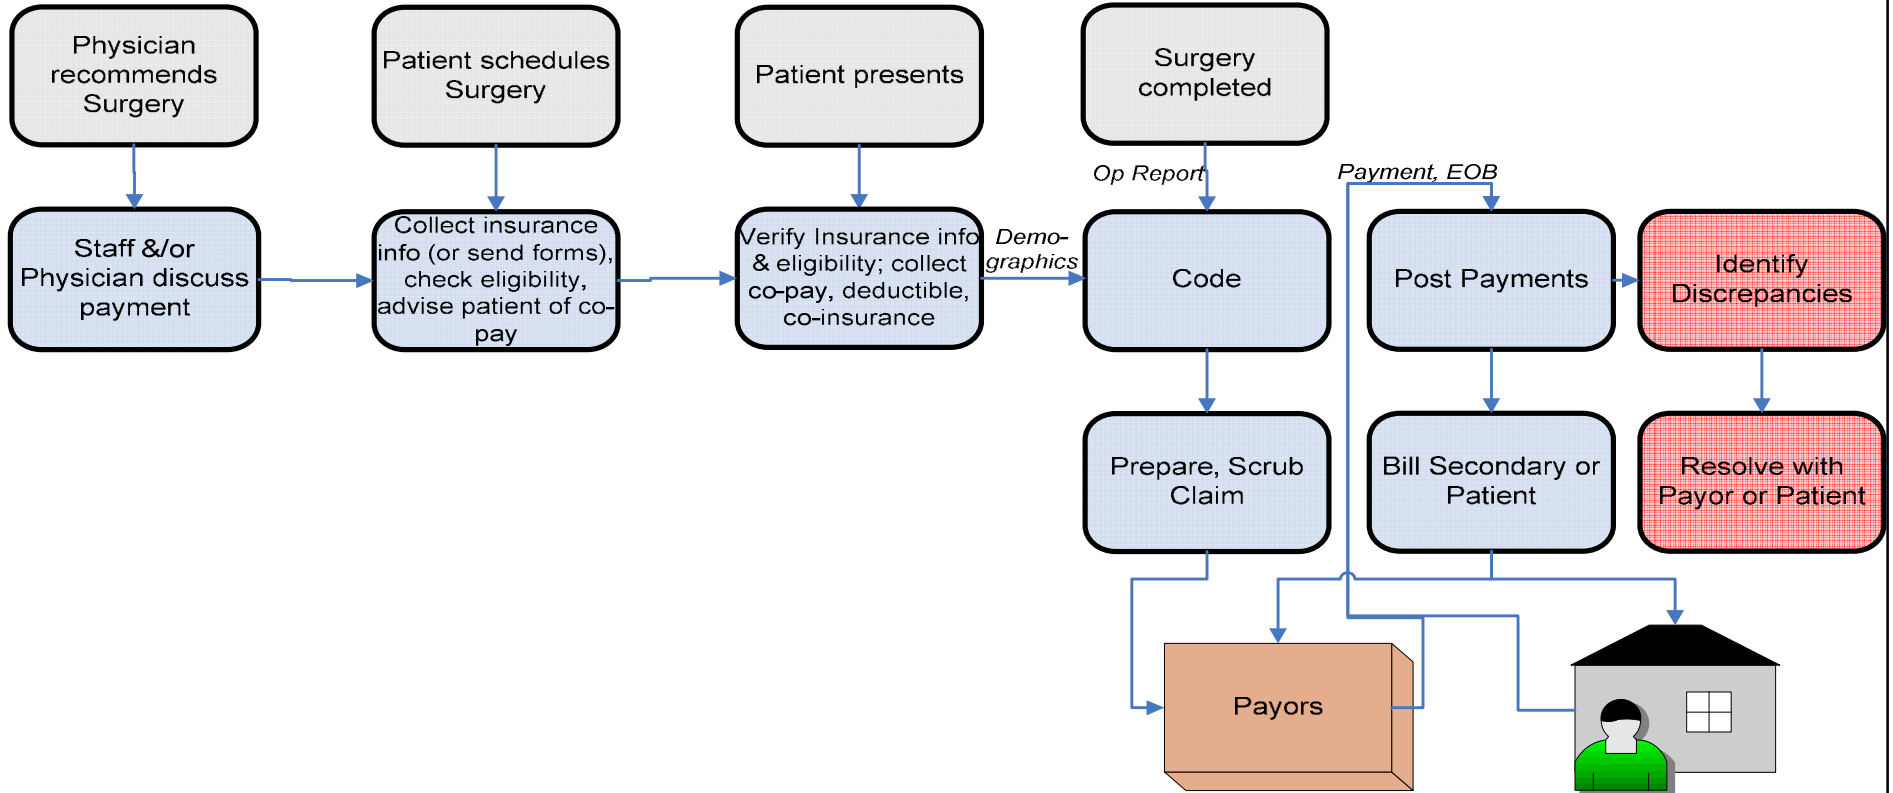 Physician
recommends
Surgery
Patient schedules
Surgery
Patient presents
Surgery
completed
Op Report
Payment, EOB
Staff &/or
Physician discuss
payment
Collect insurance
info (or send forms),
check eligibility,
advise patient of co-
pay
Verify Insurance info
& eligibility; collect
co-pay, deductible,
co-insurance
Demo-
graphics
Code
Post Payments
Identify
Discrepancies
Prepare, Scrub
Claim
Bill Secondary or
Patient
Resolve with
Payor or Patient
Payors